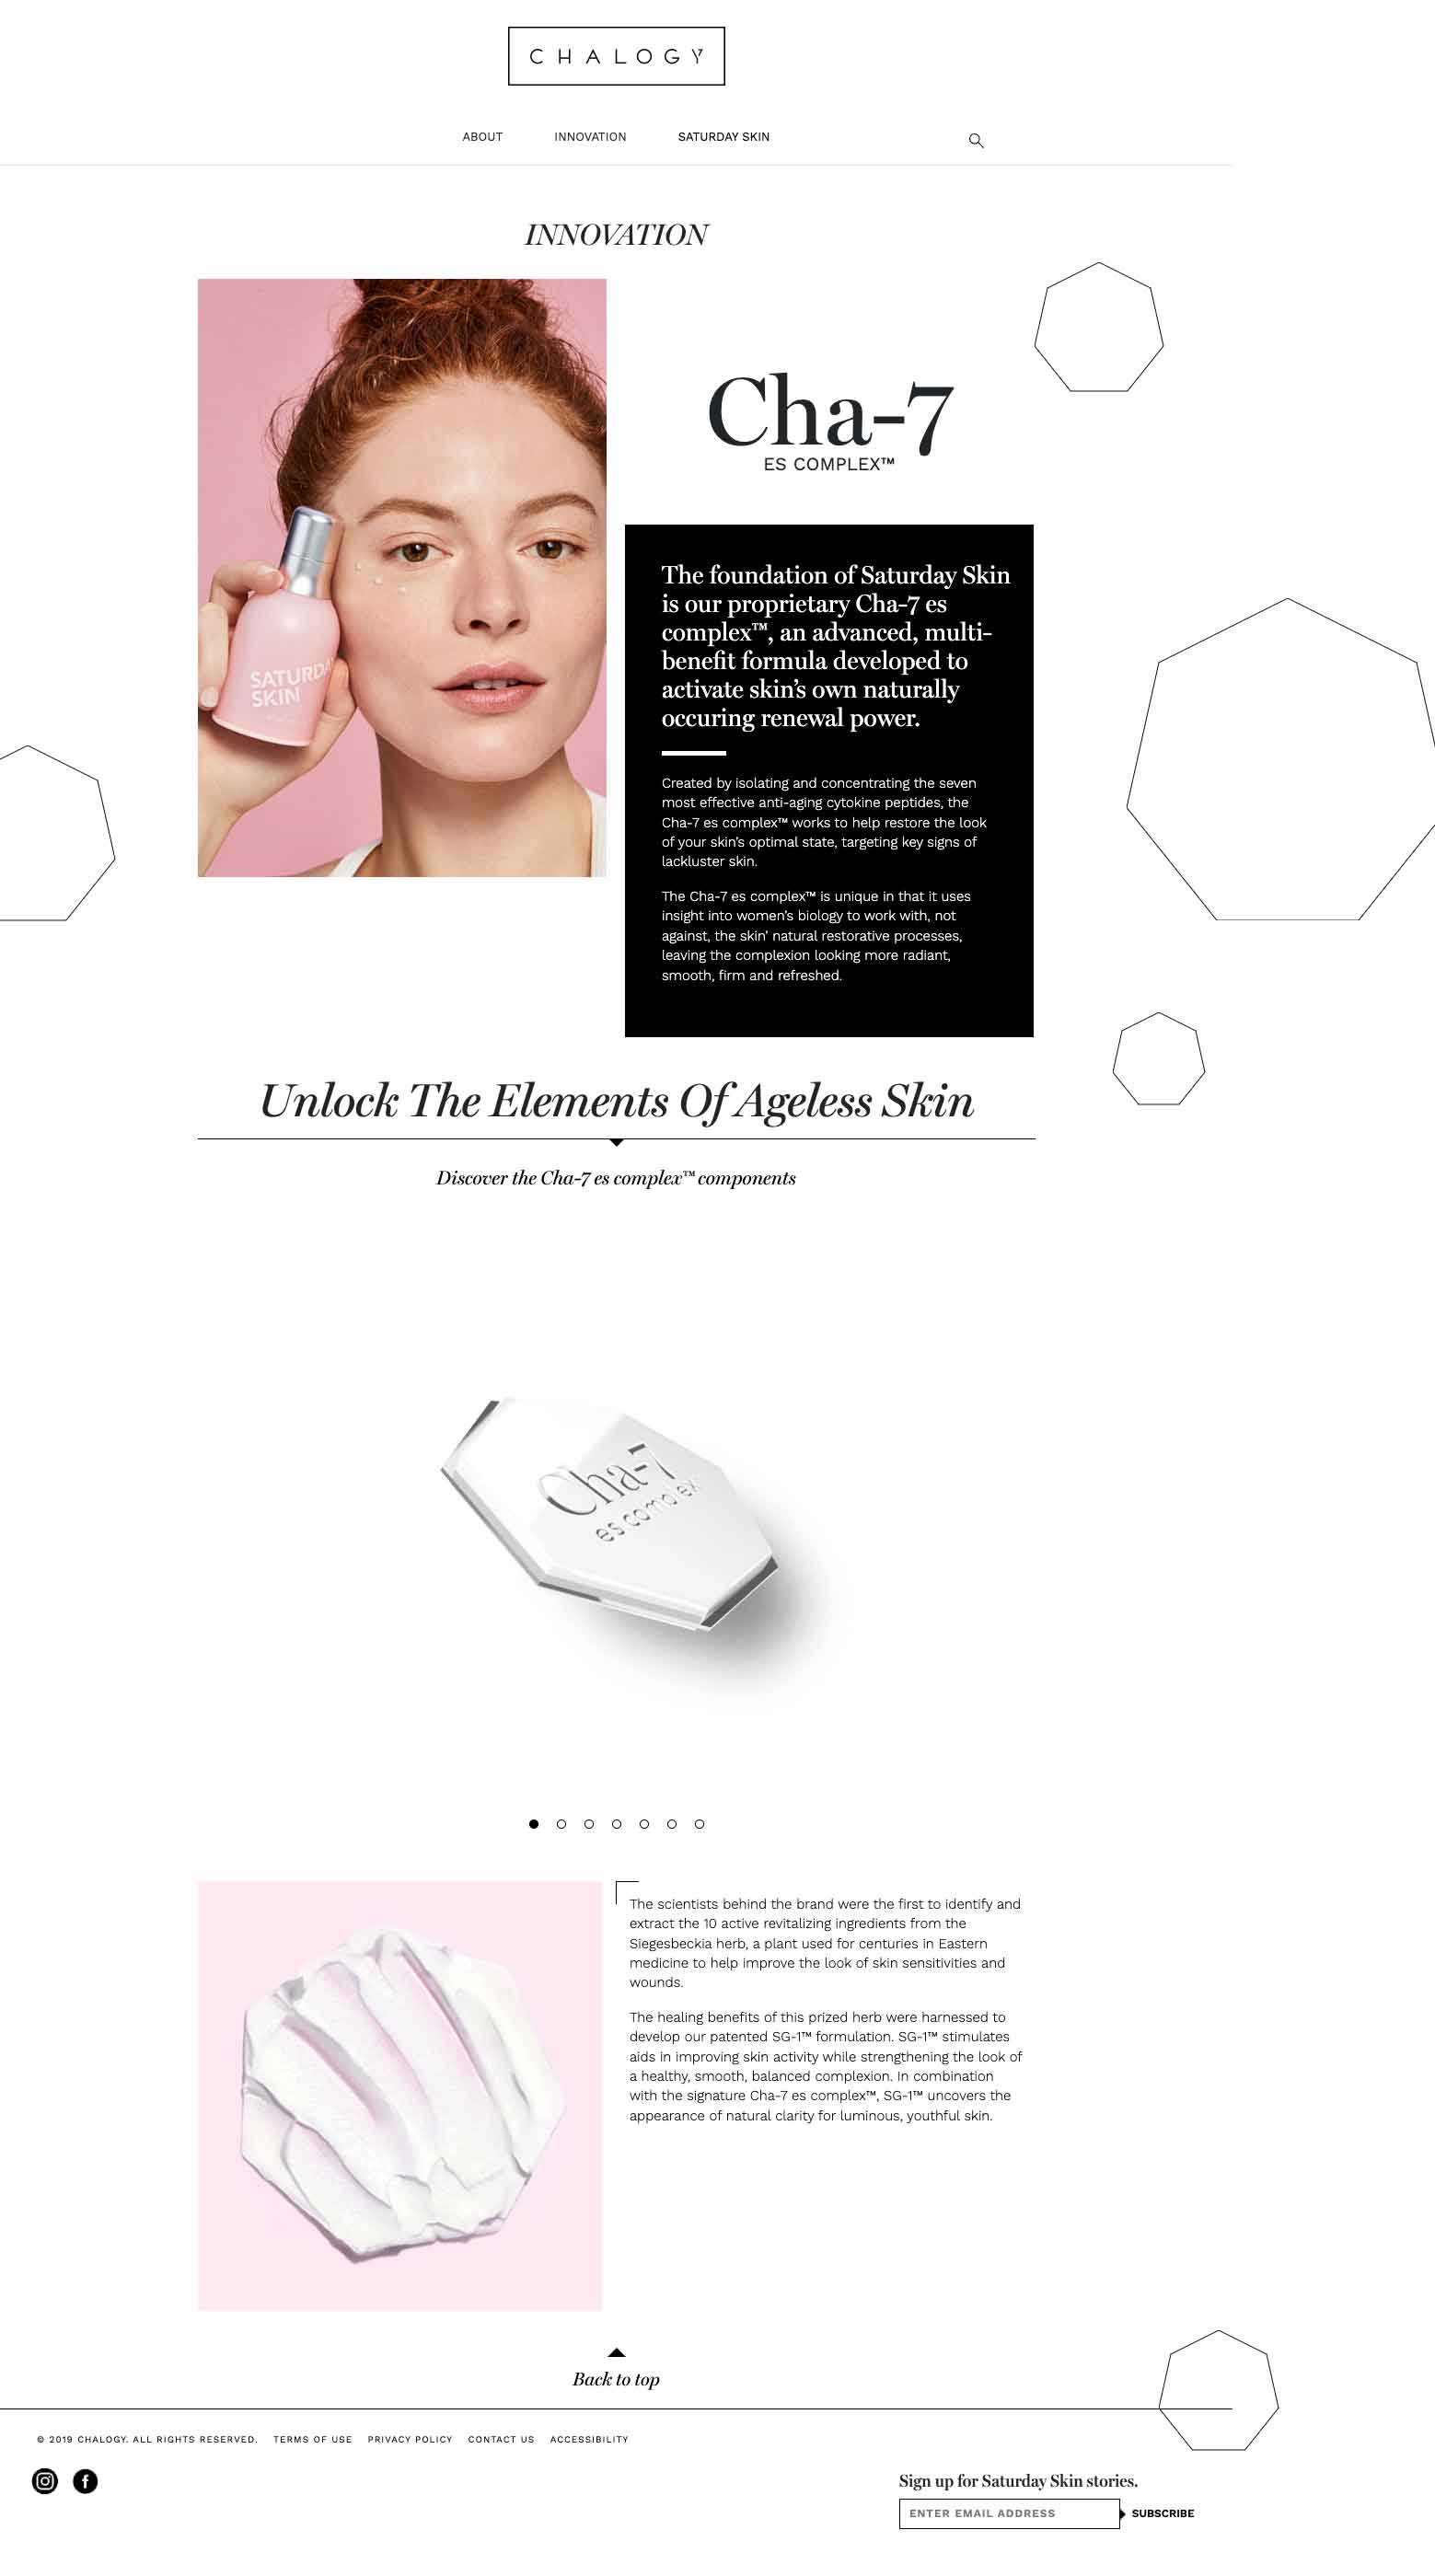 CHALOGY
ABOUT
INNOVATION
SATURDAY SKIN
INNOVATION
SATURDAY
SKIN
Cha-7
ES COMPLEX™
The foundation of Saturday Skin
is our proprietary Cha-7 es
complex™, an advanced, multi-
benefit formula developed to
activate skin’s own naturally
occuring renewal power.
Created by isolating and concentrating the seven
most effective anti-aging cytokine peptides, the
Cha-7 es complex™ works to help restore the look
of your skin’s optimal state, targeting key signs of
lackluster skin.
The Cha-7 es complex™ is unique in that it uses
insight into women’s biology to work with, not
against, the skin’ natural restorative processes,
leaving the complexion looking more radiant,
smooth, firm and refreshed.
Unlock The Elements Of Ageless Skin
Discover the Cha-7 es complex™ components
Cha-7
es complex
The scientists behind the brand were the first to identify and
extract the 10 active revitalizing ingredients from the
Siegesbeckia herb, a plant used for centuries in Eastern
medicine to help improve the look of skin sensitivities and
wounds.
The healing benefits of this prized herb were harnessed to
develop our patented SG-1™ formulation. SG-1™ stimulates
aids in improving skin activity while strengthening the look of
a healthy, smooth, balanced complexion. In combination
with the signature Cha-7 es complex™, SG-1™ uncovers the
appearance of natural clarity for luminous, youthful skin.
Back to top
© 2019 CHALOGY. ALL RIGHTS RESERVED. TERMS OF USE PRIVACY POLICY CONTACT US ACCESSIBILITY
Sign up for Saturday Skin stories.
ENTER EMAIL ADDRESS
SUBSCRIBE